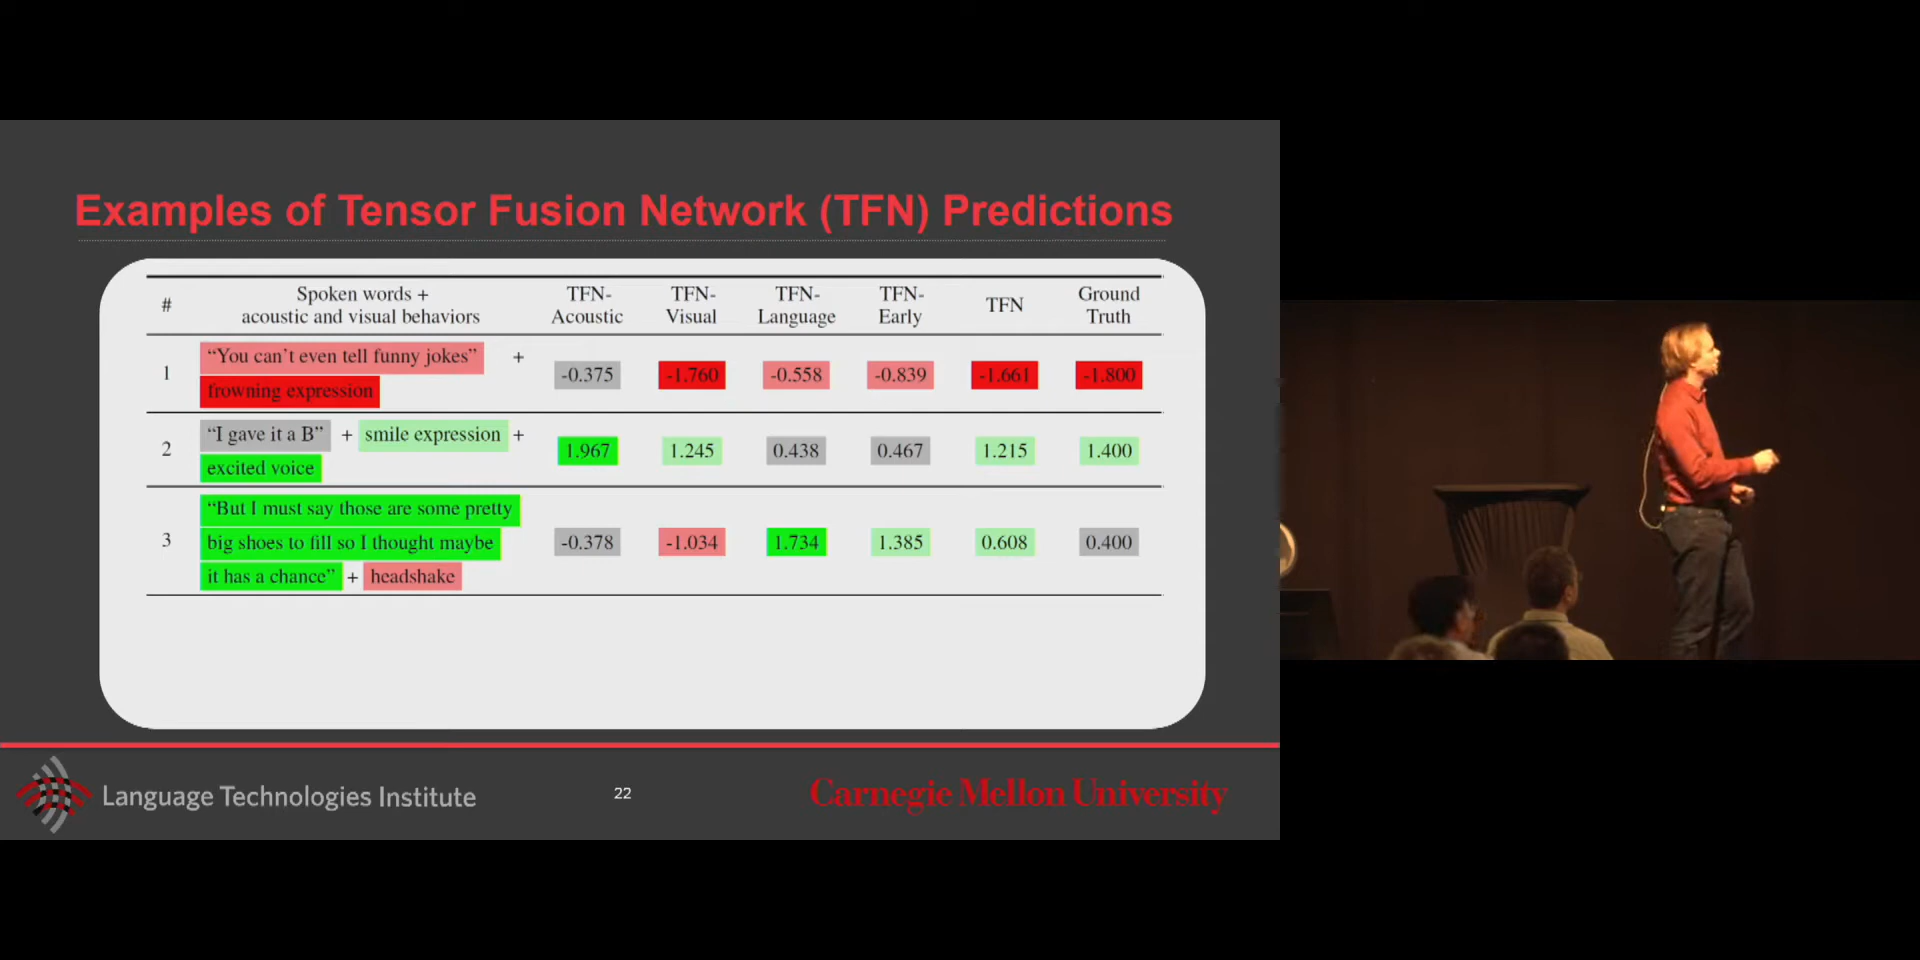 Examples of Tensor Fusion Network (TFN) Predictions
# Spoken words + acoustic and visual behaviors TFN-Acoustic TFN-Visual TFN-Language TFN-Early TFN Ground Truth
1 “You can’t even tell funny jokes” + -0.375 -1.760 -0.558 -0.839 -1.661 -1.800
frowning expression
2 “I gave it a B” + smile expression + 1.967 1.245 0.438 0.467 1.215 1.400
excited voice
“But I must say those are some pretty
3 big shoes to fill so I thought maybe -0.378 -1.034 1.734 1.385 0.608 0.400
it has a chance” + headshake
Language Technologies Institute 22 Carnegie Mellon University